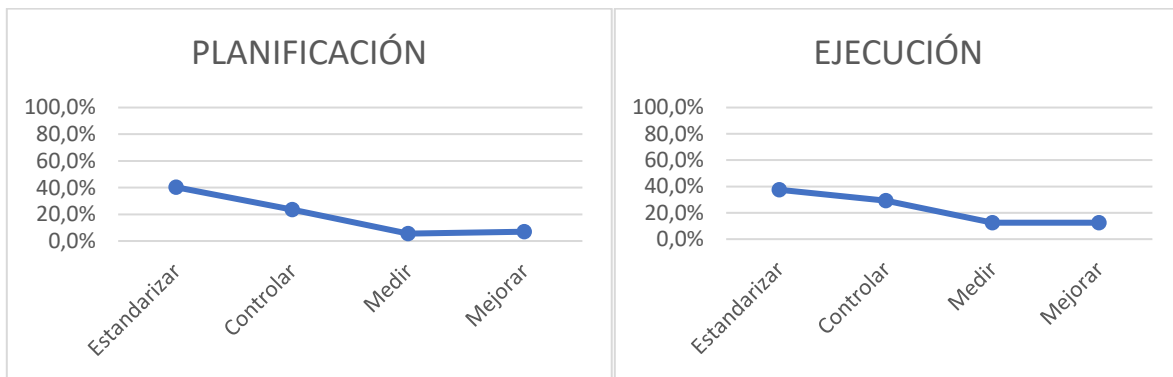 PLANIFICACIÓN
100,0%
80,0%
60,0%
40,0%
20,0%
0,0%
Estandarizar
Controlar
Medir
Mejorar
EJECUCIÓN
100,0%
80,0%
60,0%
40,0%
20,0%
0,0%
Estandarizar
Controlar
Medir
Mejorar